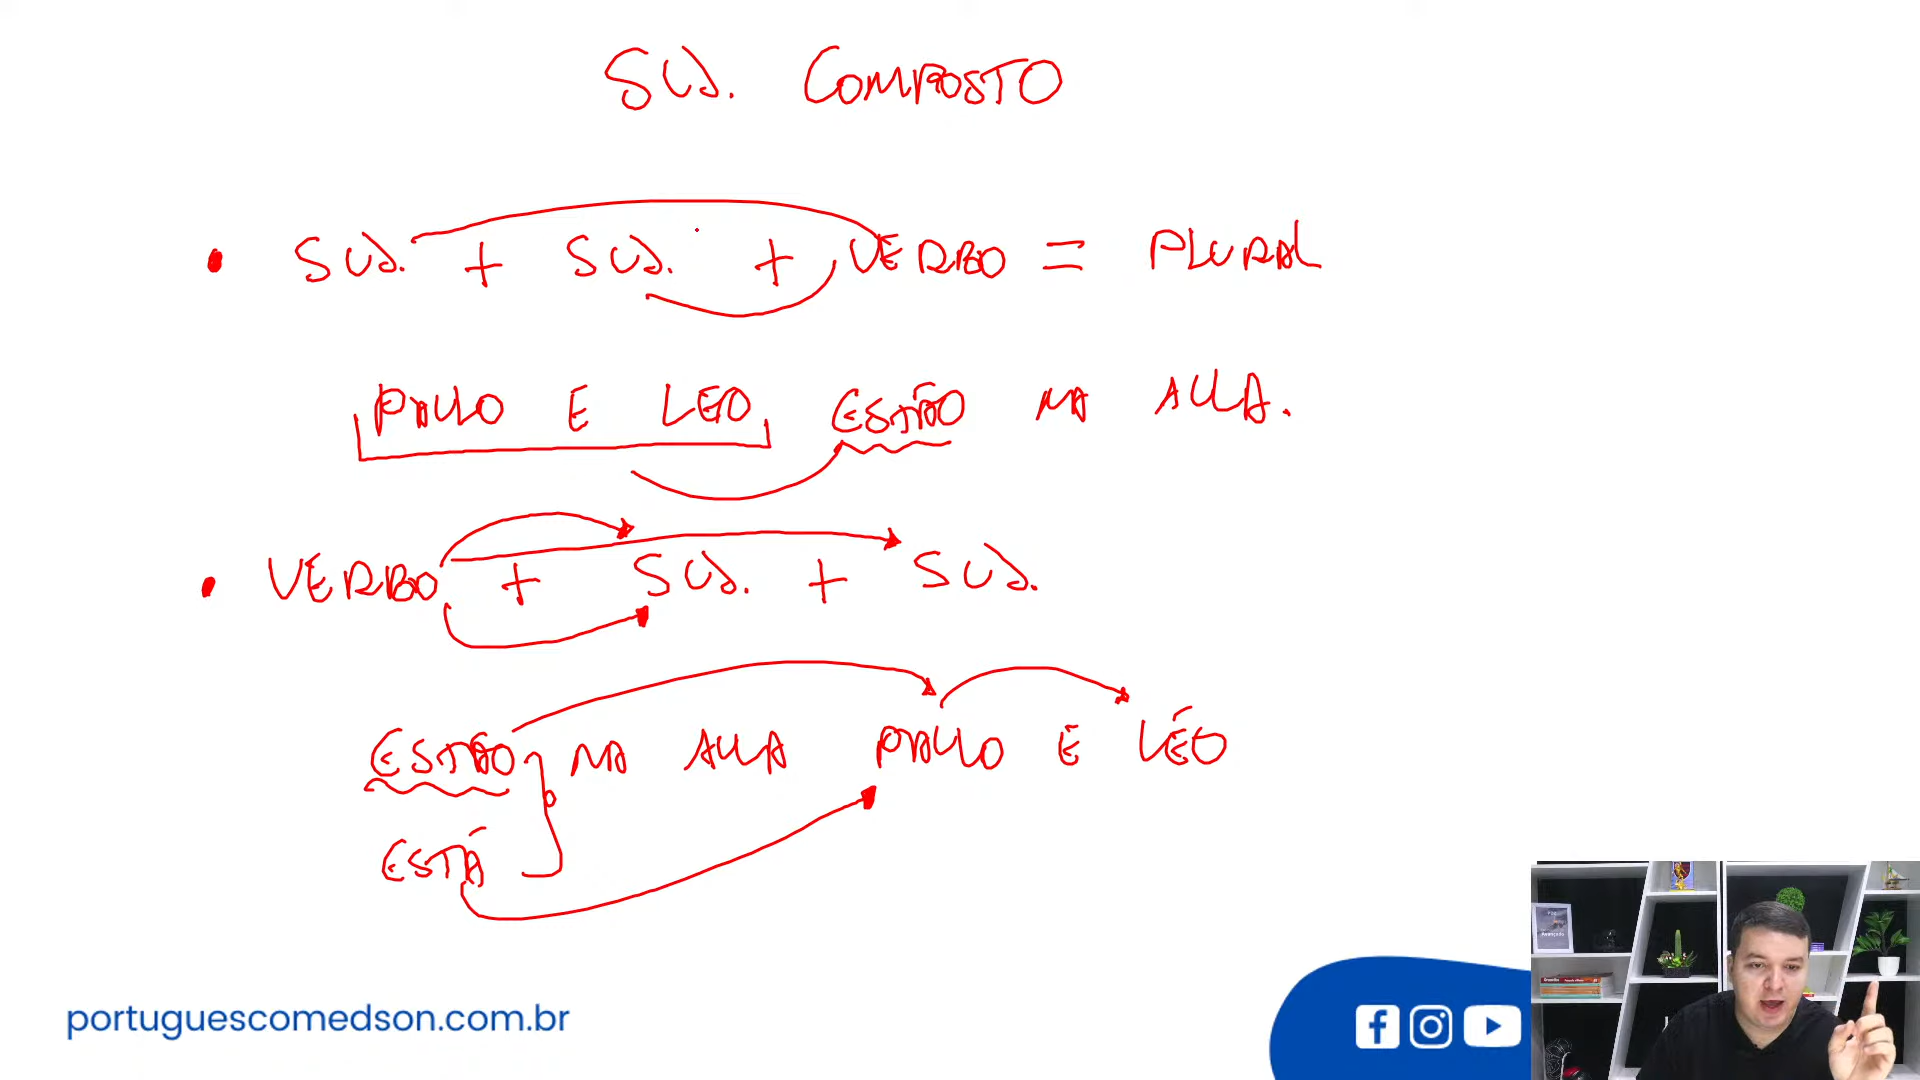 SUJ. COMPOSTO
• SUJ. + SUJ. + VERBO = PLURAL
PAULO E LEO ESTÃO NA AULA.
• VERBO + SUJ. + SUJ.
ESTÃO NA AULA PAULO E LÉO
ESTÁ
portuguescomedson.com.br